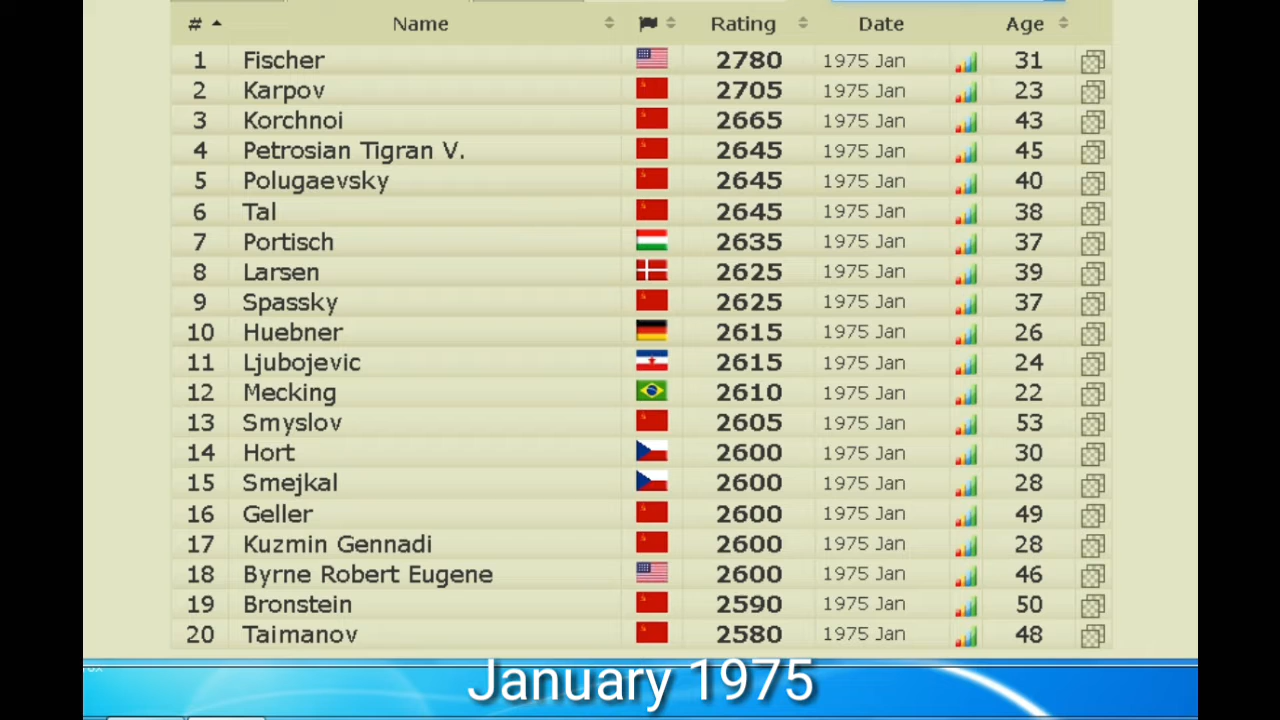 # Name Rating Date Age
1 Fischer 2780 1975 Jan 31
2 Karpov 2705 1975 Jan 23
3 Korchnoi 2665 1975 Jan 43
4 Petrosian Tigran V. 2645 1975 Jan 45
5 Polugaevsky 2645 1975 Jan 40
6 Tal 2645 1975 Jan 38
7 Portisch 2635 1975 Jan 37
8 Larsen 2625 1975 Jan 39
9 Spassky 2625 1975 Jan 37
10 Huebner 2615 1975 Jan 26
11 Ljubojevic 2615 1975 Jan 24
12 Mecking 2610 1975 Jan 22
13 Smyslov 2605 1975 Jan 53
14 Hort 2600 1975 Jan 30
15 Smejkal 2600 1975 Jan 28
16 Geller 2600 1975 Jan 49
17 Kuzmin Gennadi 2600 1975 Jan 28
18 Byrne Robert Eugene 2600 1975 Jan 46
19 Bronstein 2590 1975 Jan 50
20 Taimanov 2580 1975 Jan 48
January 1975